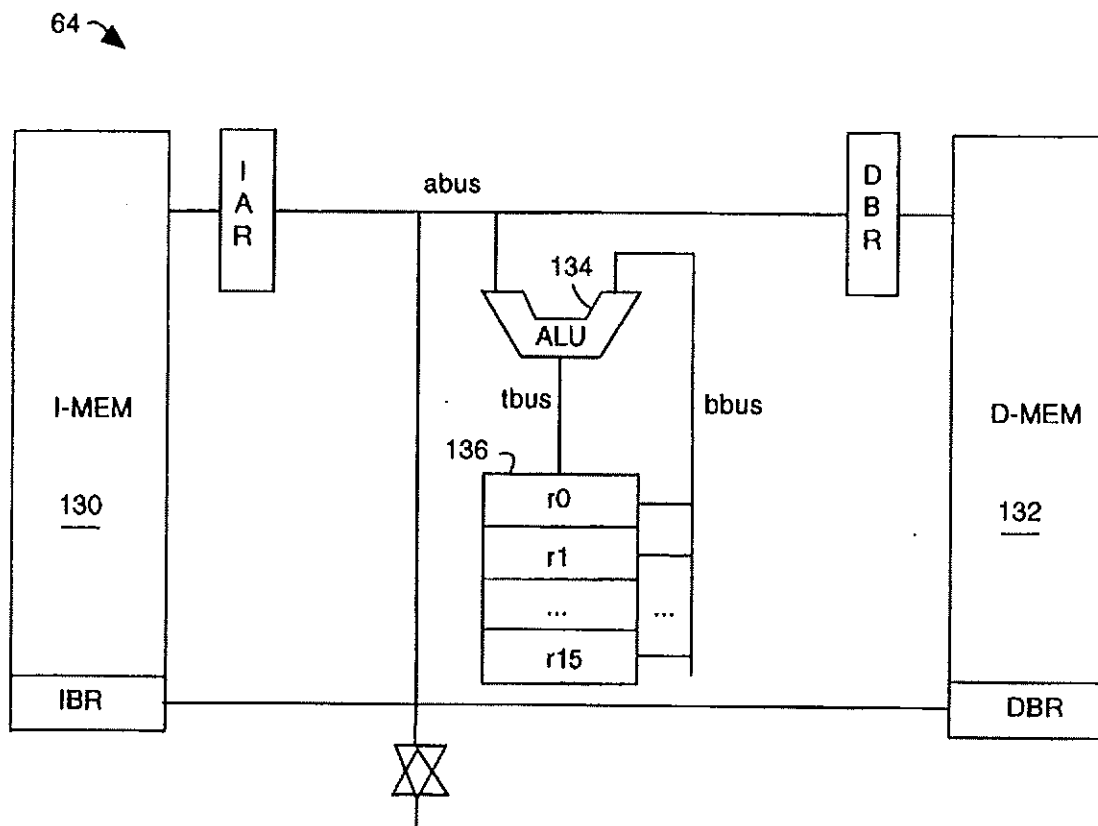 64
I
A
R
abus
D
B
R
134
ALU
I-MEM
tbus
bbus
D-MEM
136
r0
130
132
r1
...
...
r15
IBR
DBR